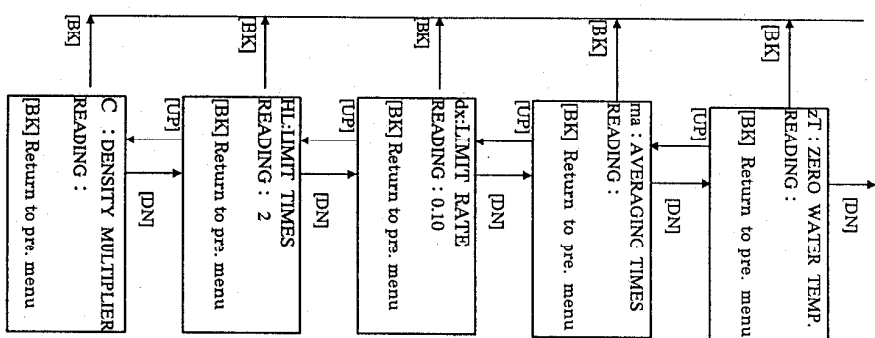 [DN]
zT : ZERO WATER TEMP.
READING :
[BK]
[BK] Return to pre. menu
[UP] [DN]
ma : AVERAGING TIMES
READING :
[BK]
[BK] Return to pre. menu
[UP] [DN]
dx:LIMIT RATE
READING : 0.10
[BK]
[BK] Return to pre. menu
[UP] [DN]
HL:LIMIT TIMES
READING : 2
[BK]
[BK] Return to pre. menu
[UP] [DN]
C : DENSITY MULTIPLIER
READING :
[BK]
[BK] Return to pre. menu